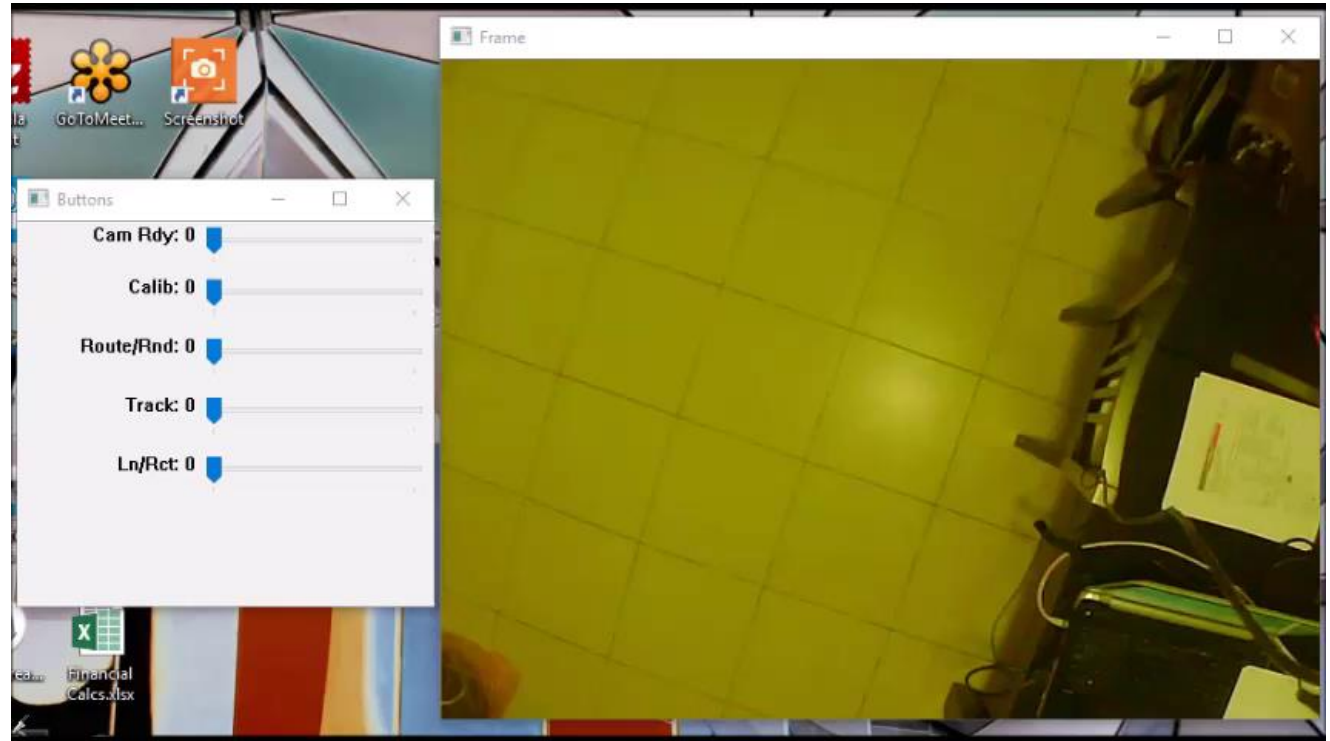 Frame
GoToMeet...
Screenshot
Buttons
Cam Rdy: 0
Calib: 0
Route/Rnd: 0
Track: 0
Ln/Rct: 0
Financial
Calcs.xlsx